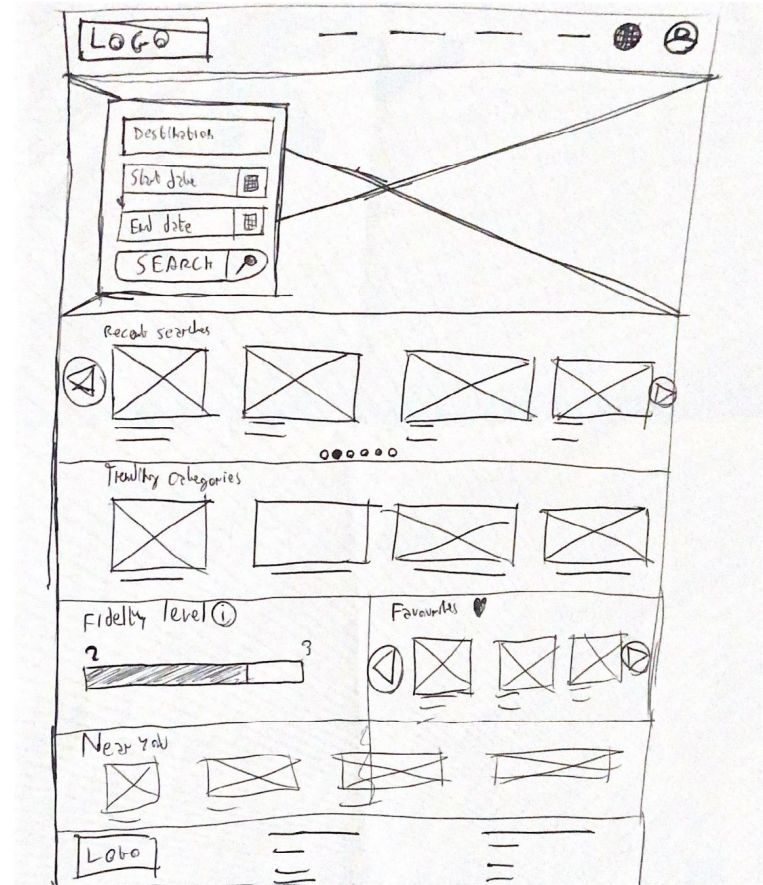 LOGO
Destination
Start date
End date
SEARCH
Recent searches
Trending categories
Fidelity level i
Favourites
2 3
Near you
LOGO